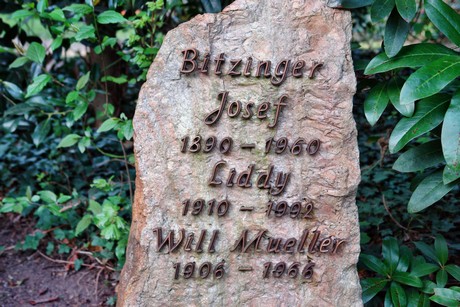 Bitzinger
Josef
1890 - 1960
Liddy
1910 - 1992
Will Mueller
1906 - 1966